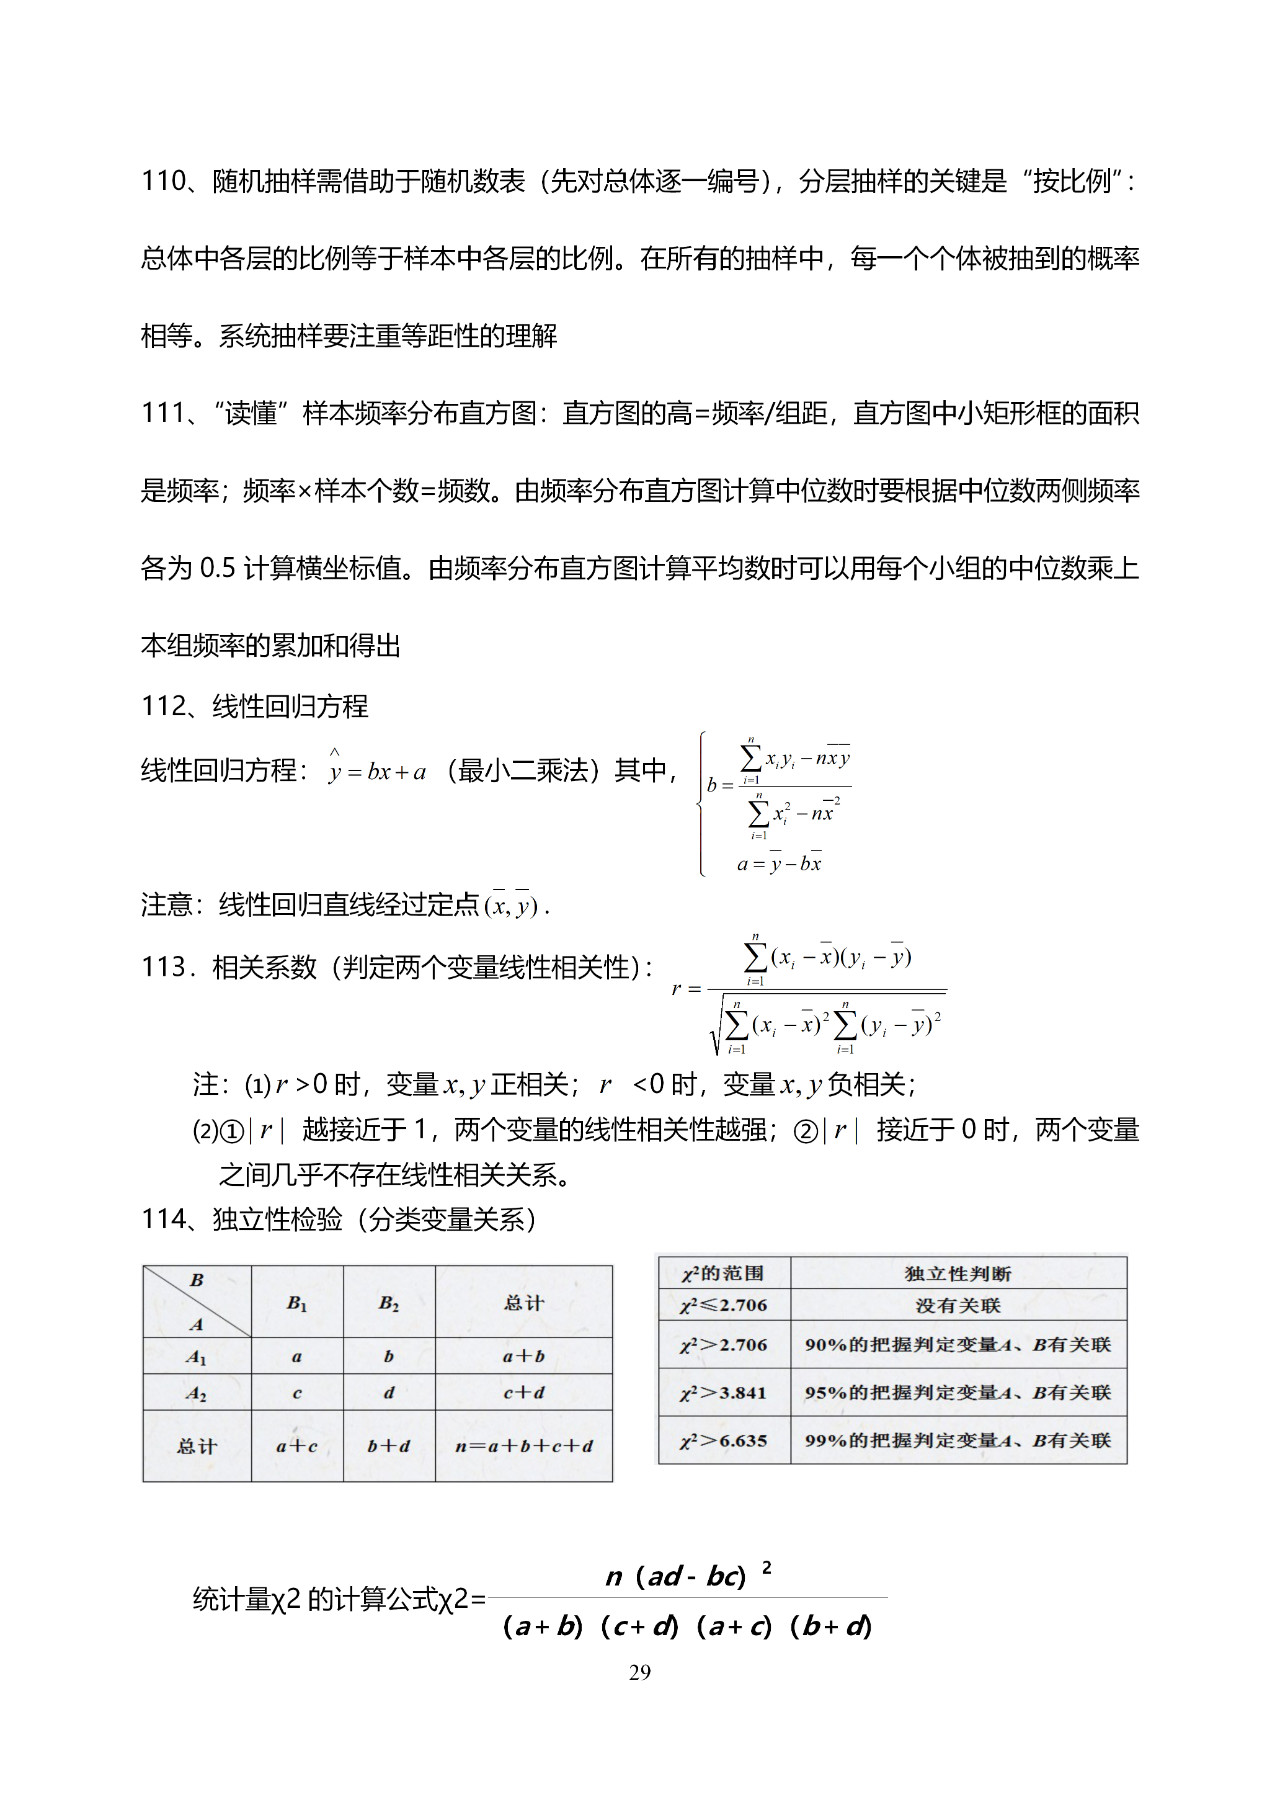 110、随机抽样需借助于随机数表（先对总体逐一编号），分层抽样的关键是“按比例”：
总体中各层的比例等于样本中各层的比例。在所有的抽样中，每一个个体被抽到的概率
相等。系统抽样要注重等距性的理解
111、“读懂”样本频率分布直方图：直方图的高=频率/组距，直方图中小矩形框的面积
是频率；频率×样本个数=频数。由频率分布直方图计算中位数时要根据中位数两侧频率
各为 0.5 计算横坐标值。由频率分布直方图计算平均数时可以用每个小组的中位数乘上
本组频率的累加和得出
112、线性回归方程
线性回归方程：$\hat{y}=bx+a$（最小二乘法）其中，$\begin{cases} b=\dfrac{\sum_{i=1}^{n}x_iy_i-n\overline{x}\,\overline{y}}{\sum_{i=1}^{n}x_i^2-n\overline{x}^2} \\ a=\overline{y}-b\overline{x} \end{cases}$
注意：线性回归直线经过定点$(\overline{x},\overline{y})$.
113．相关系数（判定两个变量线性相关性）：$r=\dfrac{\sum_{i=1}^{n}(x_i-\overline{x})(y_i-\overline{y})}{\sqrt{\sum_{i=1}^{n}(x_i-\overline{x})^2\sum_{i=1}^{n}(y_i-\overline{y})^2}}$
注：⑴ r >0 时，变量 x, y 正相关； r <0 时，变量 x, y 负相关；
⑵①| r | 越接近于 1，两个变量的线性相关性越强；②| r | 接近于 0 时，两个变量
之间几乎不存在线性相关关系。
114、独立性检验（分类变量关系）
B
A B₁ B₂ 总计
A₁ a b a＋b
A₂ c d c＋d
总计 a＋c b＋d n＝a＋b＋c＋d
χ²的范围 独立性判断
χ²≤2.706 没有关联
χ²＞2.706 90%的把握判定变量A、B有关联
χ²＞3.841 95%的把握判定变量A、B有关联
χ²＞6.635 99%的把握判定变量A、B有关联
统计量χ2 的计算公式χ2=$\dfrac{n（ad-bc）^2}{（a+b）（c+d）（a+c）（b+d）}$
29